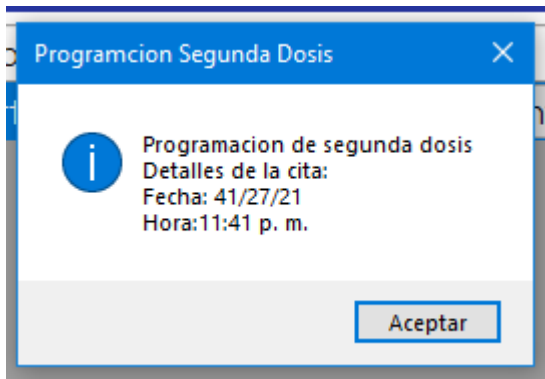 Programcion Segunda Dosis
Programacion de segunda dosis
Detalles de la cita:
Fecha: 41/27/21
Hora:11:41 p. m.
Aceptar